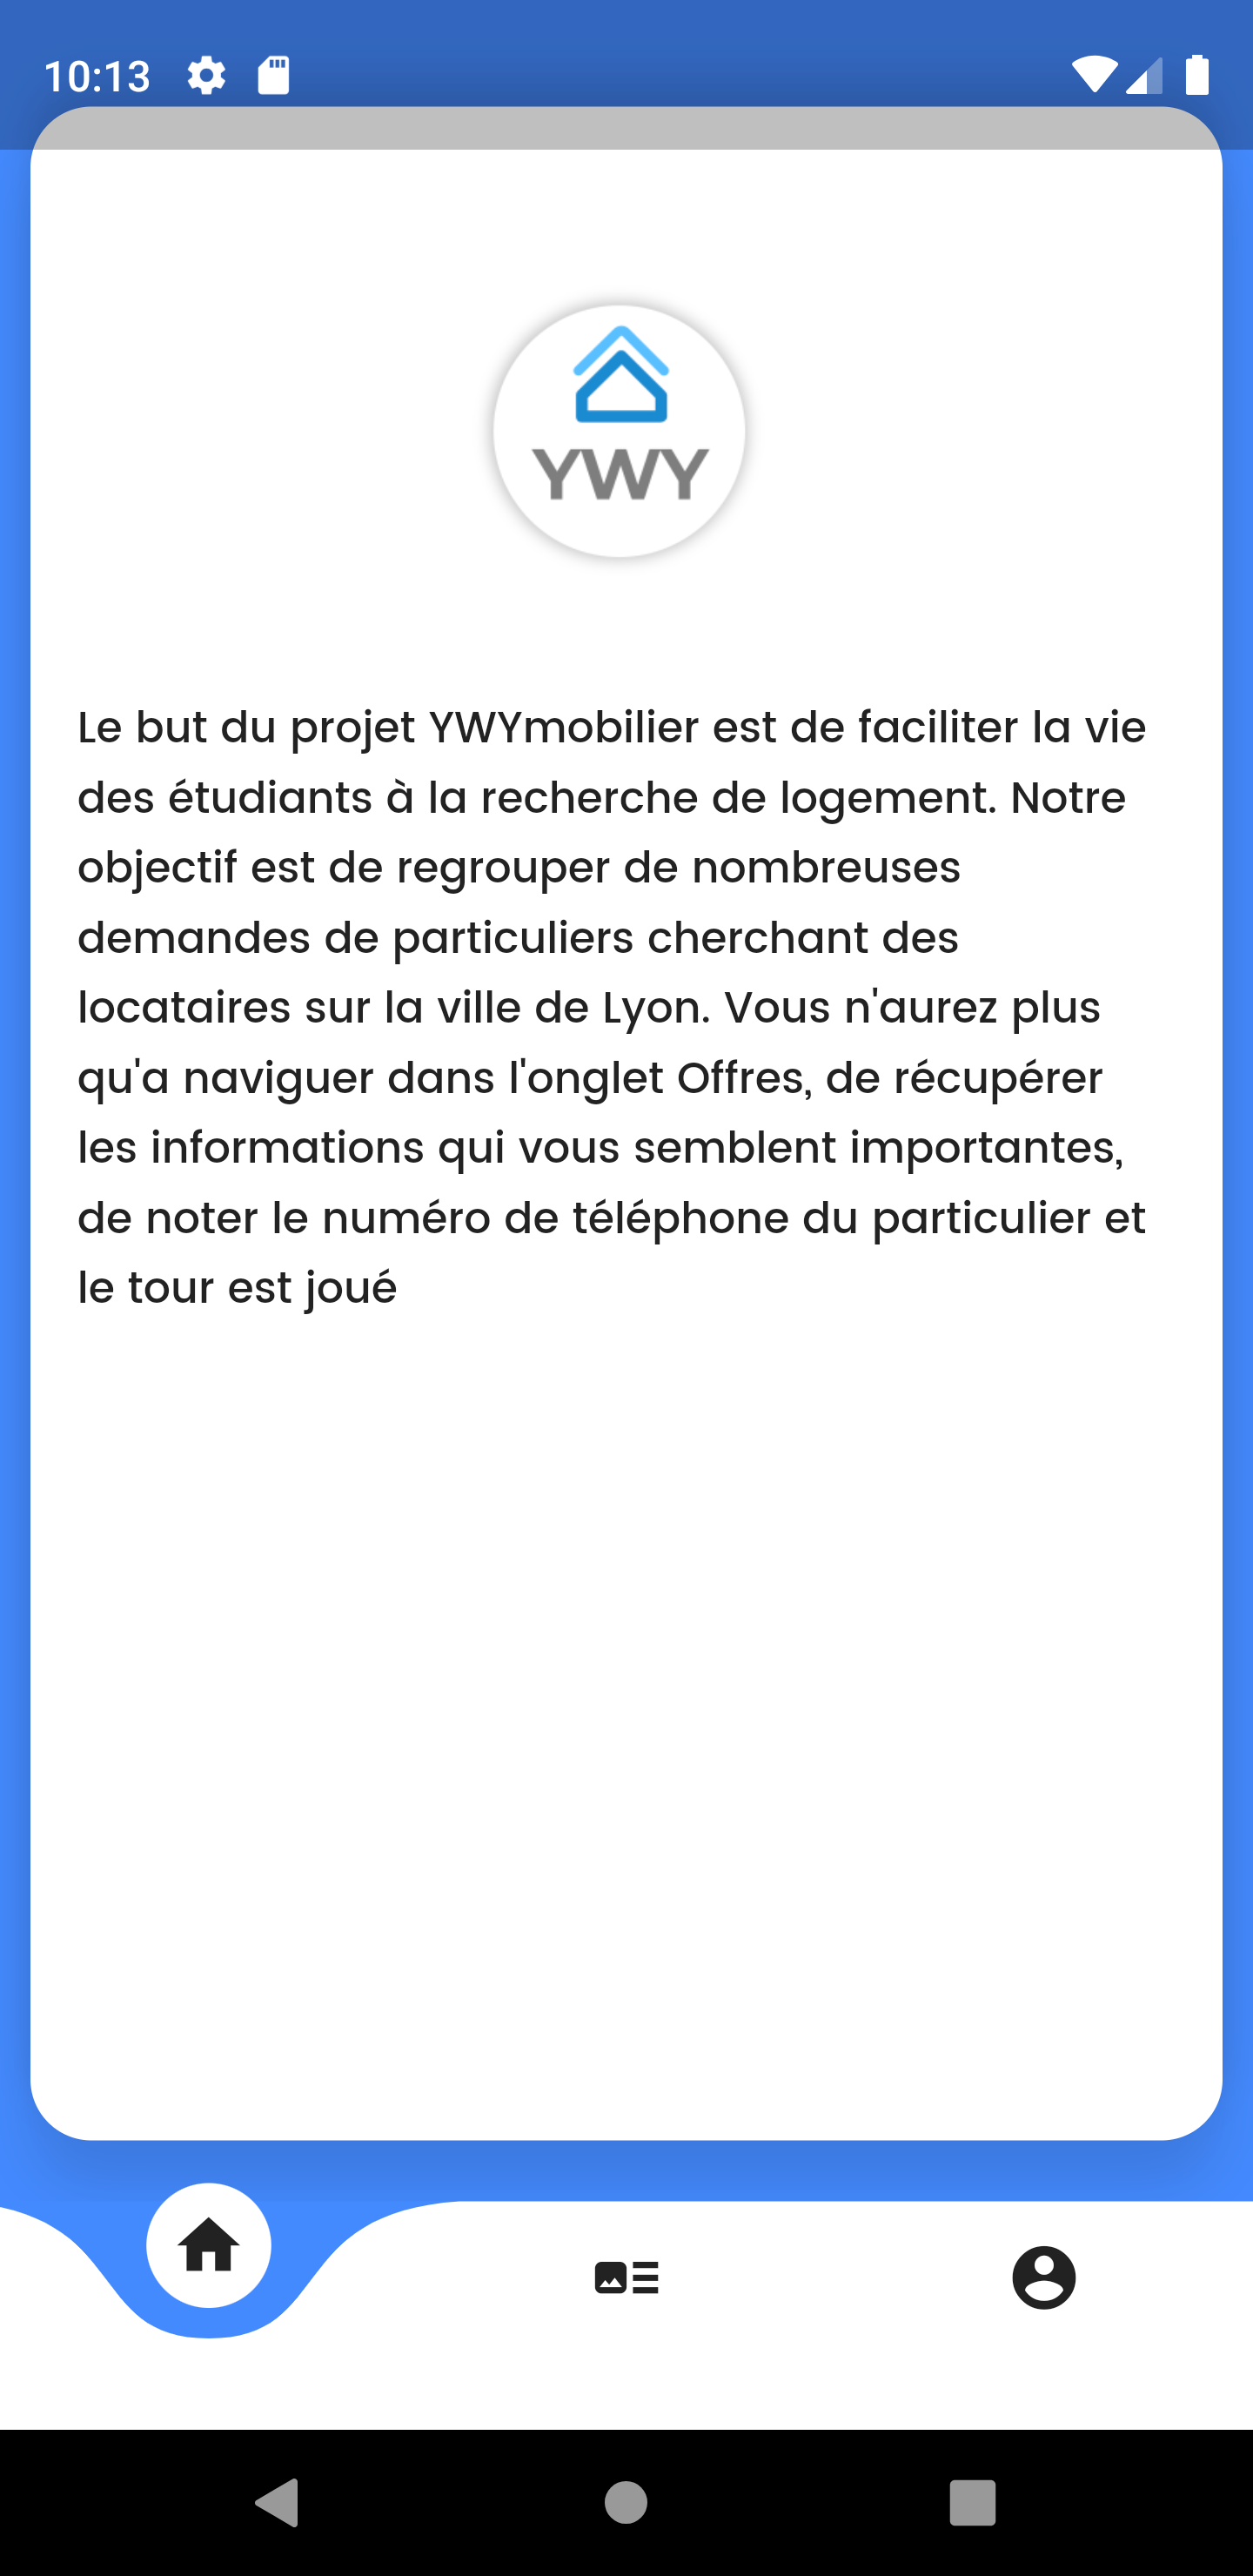 10:13
YWY
Le but du projet YWYmobilier est de faciliter la vie
des étudiants à la recherche de logement. Notre
objectif est de regrouper de nombreuses
demandes de particuliers cherchant des
locataires sur la ville de Lyon. Vous n'aurez plus
qu'a naviguer dans l'onglet Offres, de récupérer
les informations qui vous semblent importantes,
de noter le numéro de téléphone du particulier et
le tour est joué